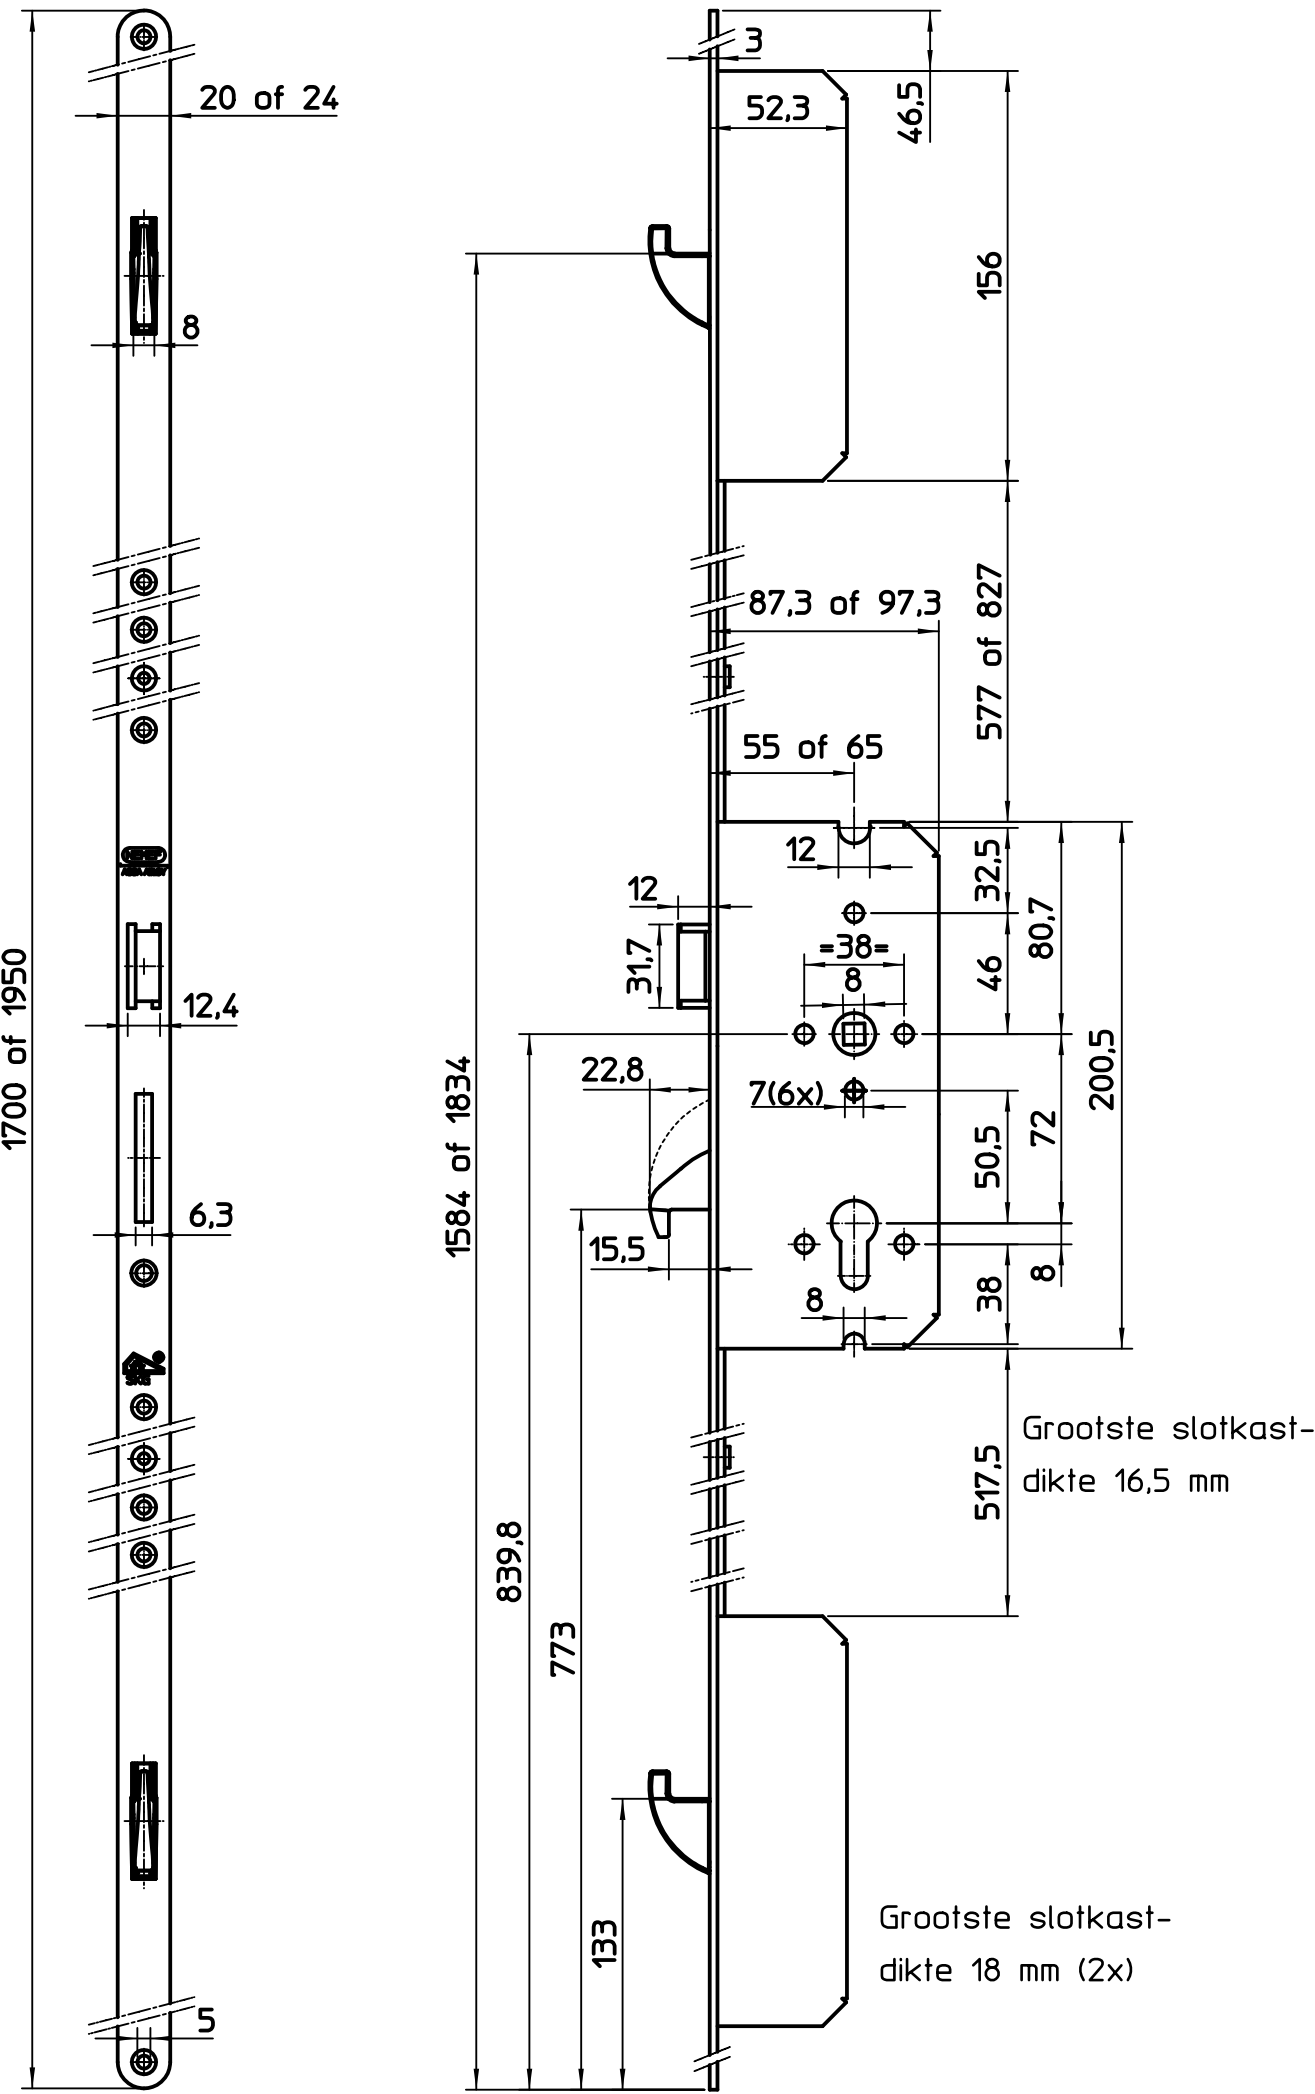 3
20 of 24
52,3
46,5
156
8
577 of 827
87,3 of 97,3
55 of 65
12
32,5
12
80,7
31,7
=38=
46
8
1700 of 1950
12,4
200,5
1584 of 1834
22,8
7(6x)
72
50,5
6,3
15,5
8
38
8
SKG
Grootste slotkast-
dikte 16,5 mm
517,5
839,8
773
133
Grootste slotkast-
dikte 18 mm (2x)
5